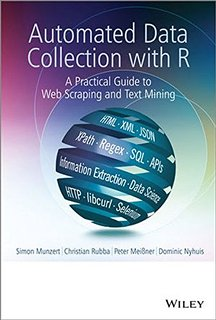 Automated Data
Collection with R
A Practical Guide to
Web Scraping and Text Mining
HTML · XML · JSON
XPath · Regex · SQL · APIs
Information Extraction · Data Scienc
HTTP · libcurl · Selenium
Simon Munzert | Christian Rubba | Peter Meißner | Dominic Nyhuis
WILEY